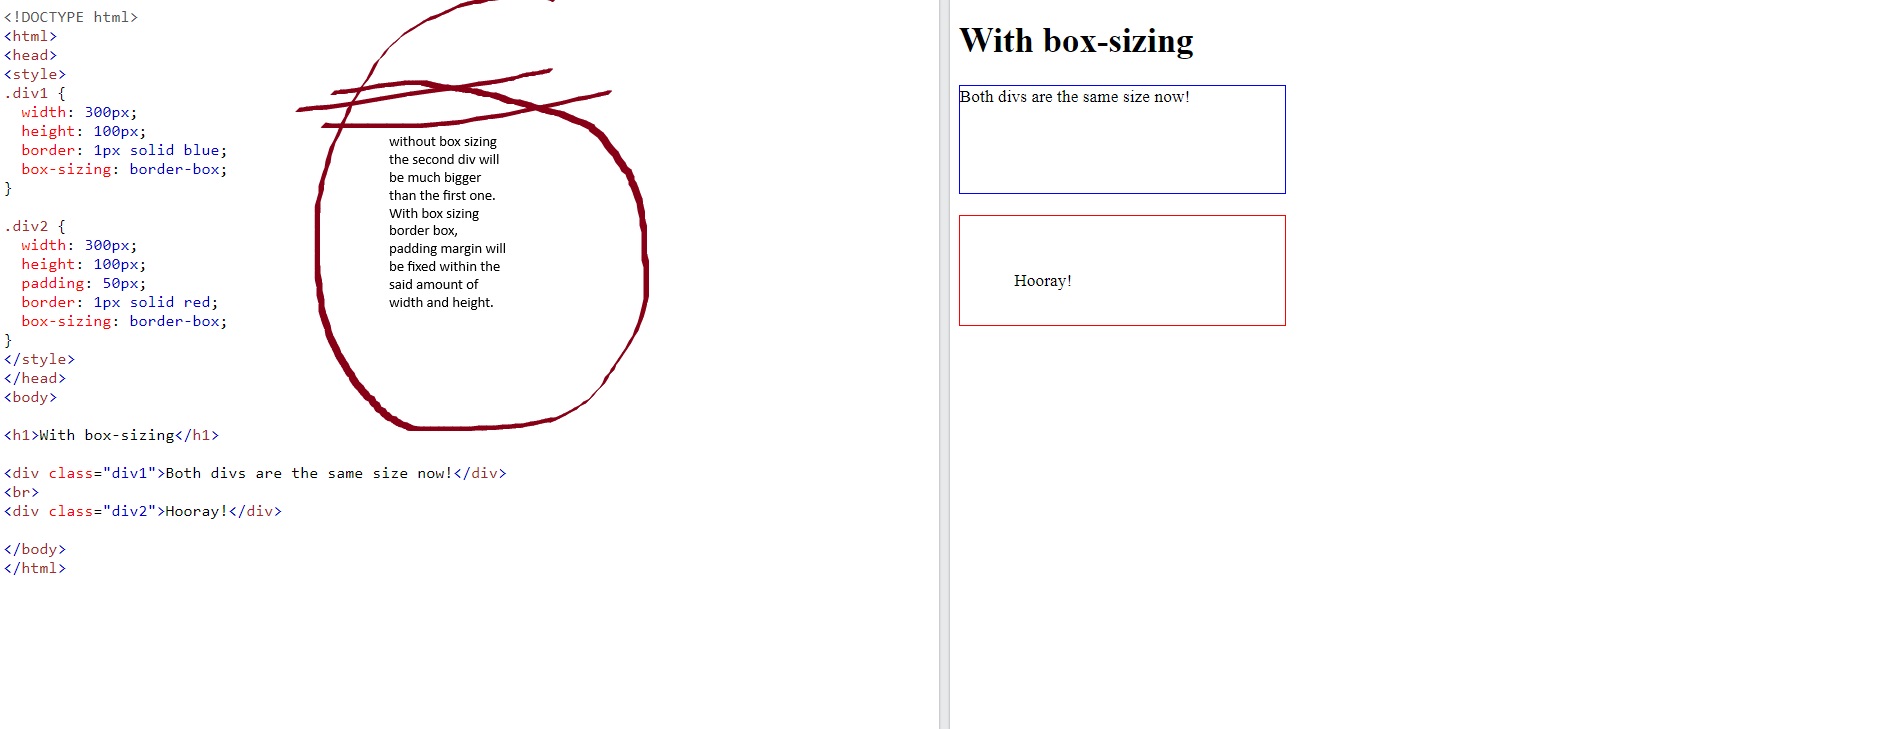 <!DOCTYPE html>
<html>
<head>
<style>
.div1 {
  width: 300px;
  height: 100px;
  border: 1px solid blue;
  box-sizing: border-box;
}
.div2 {
  width: 300px;
  height: 100px;
  padding: 50px;
  border: 1px solid red;
  box-sizing: border-box;
}
</style>
</head>
<body>
<h1>With box-sizing</h1>
<div class="div1">Both divs are the same size now!</div>
<br>
<div class="div2">Hooray!</div>
</body>
</html>
without box sizing
the second div will
be much bigger
than the first one.
With box sizing
border box,
padding margin will
be fixed within the
said amount of
width and height.
With box-sizing
Both divs are the same size now!
Hooray!